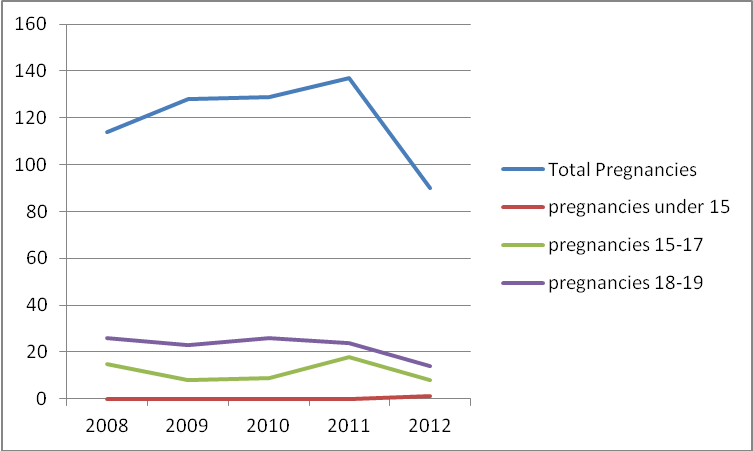 160
140
120
100
80
60
40
20
0
2008 2009 2010 2011 2012
Total Pregnancies
pregnancies under 15
pregnancies 15-17
pregnancies 18-19